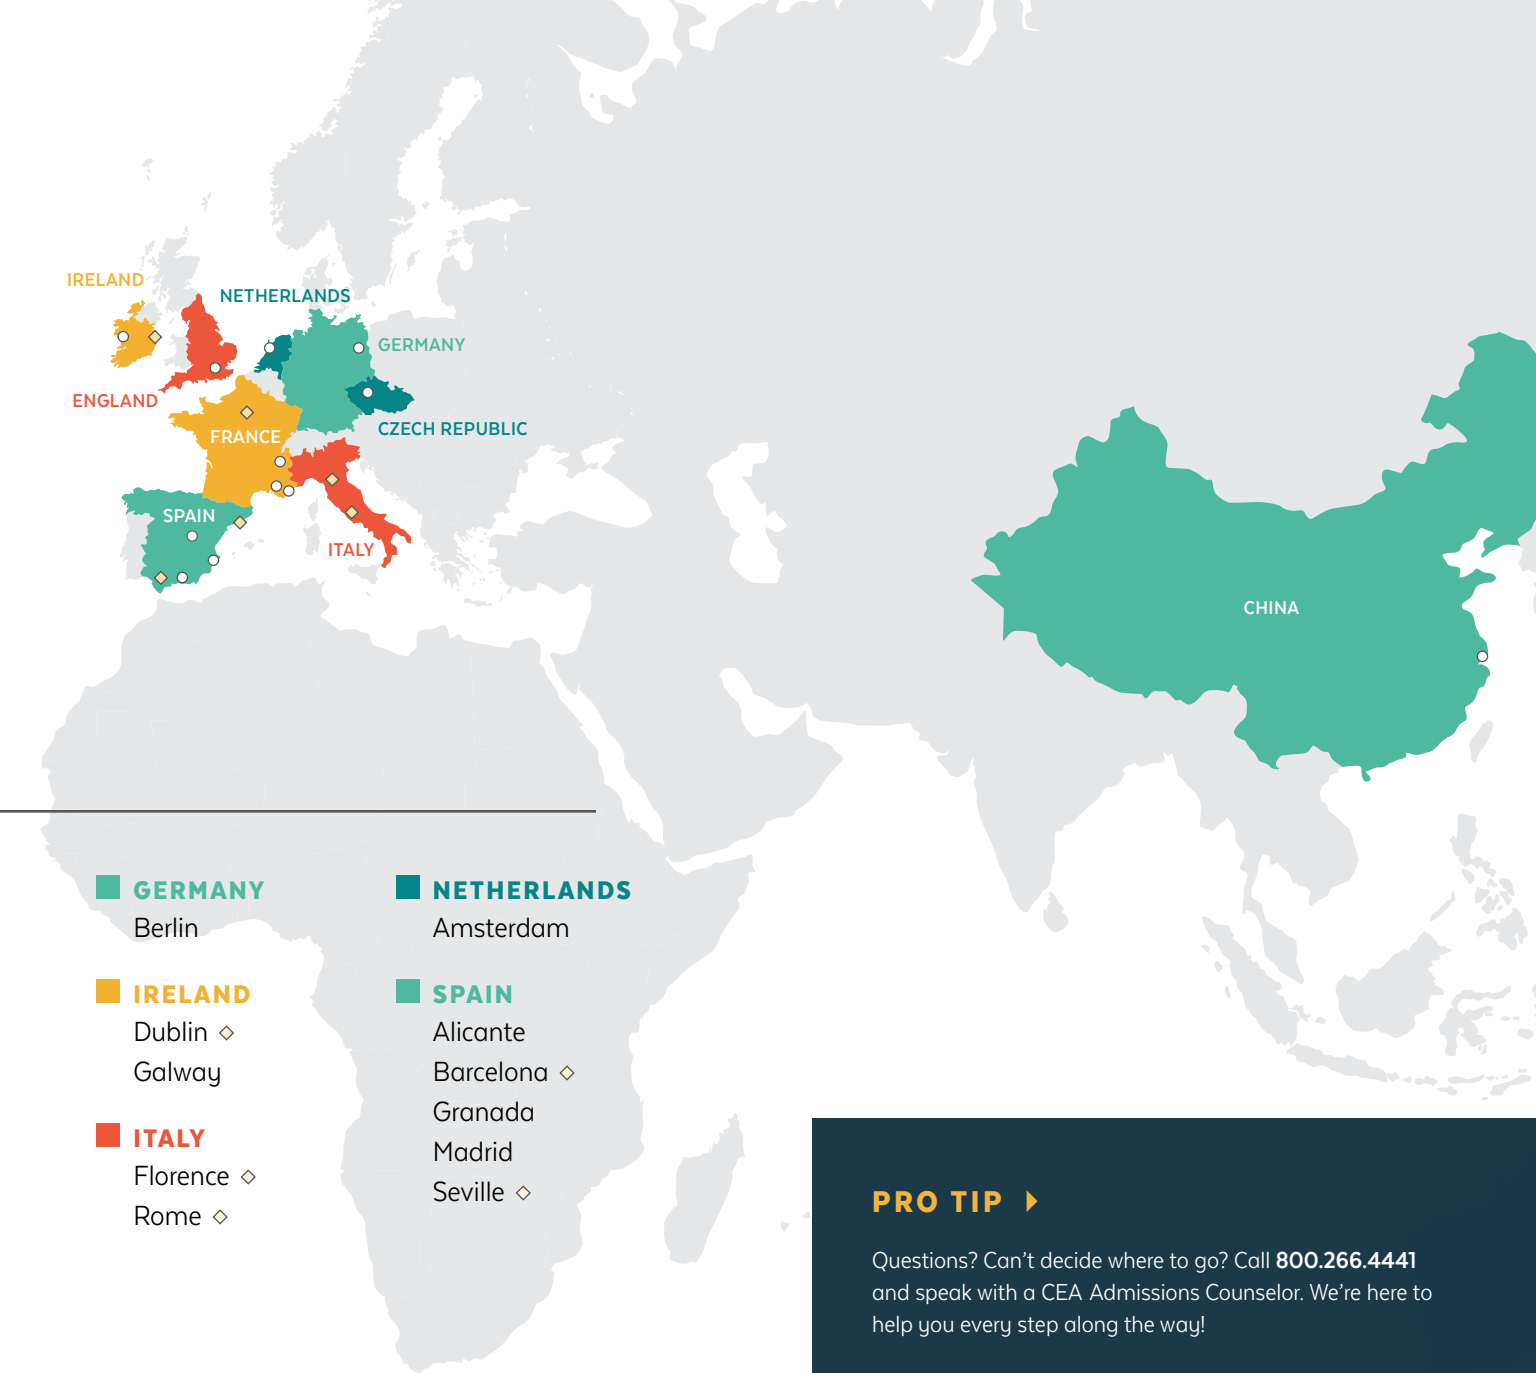 IRELAND
NETHERLANDS
GERMANY
ENGLAND
CZECH REPUBLIC
FRANCE
SPAIN
ITALY
CHINA
GERMANY
Berlin
IRELAND
Dublin
Galway
ITALY
Florence
Rome
NETHERLANDS
Amsterdam
SPAIN
Alicante
Barcelona
Granada
Madrid
Seville
PRO TIP
Questions? Can’t decide where to go? Call 800.266.4441
and speak with a CEA Admissions Counselor. We’re here to
help you every step along the way!